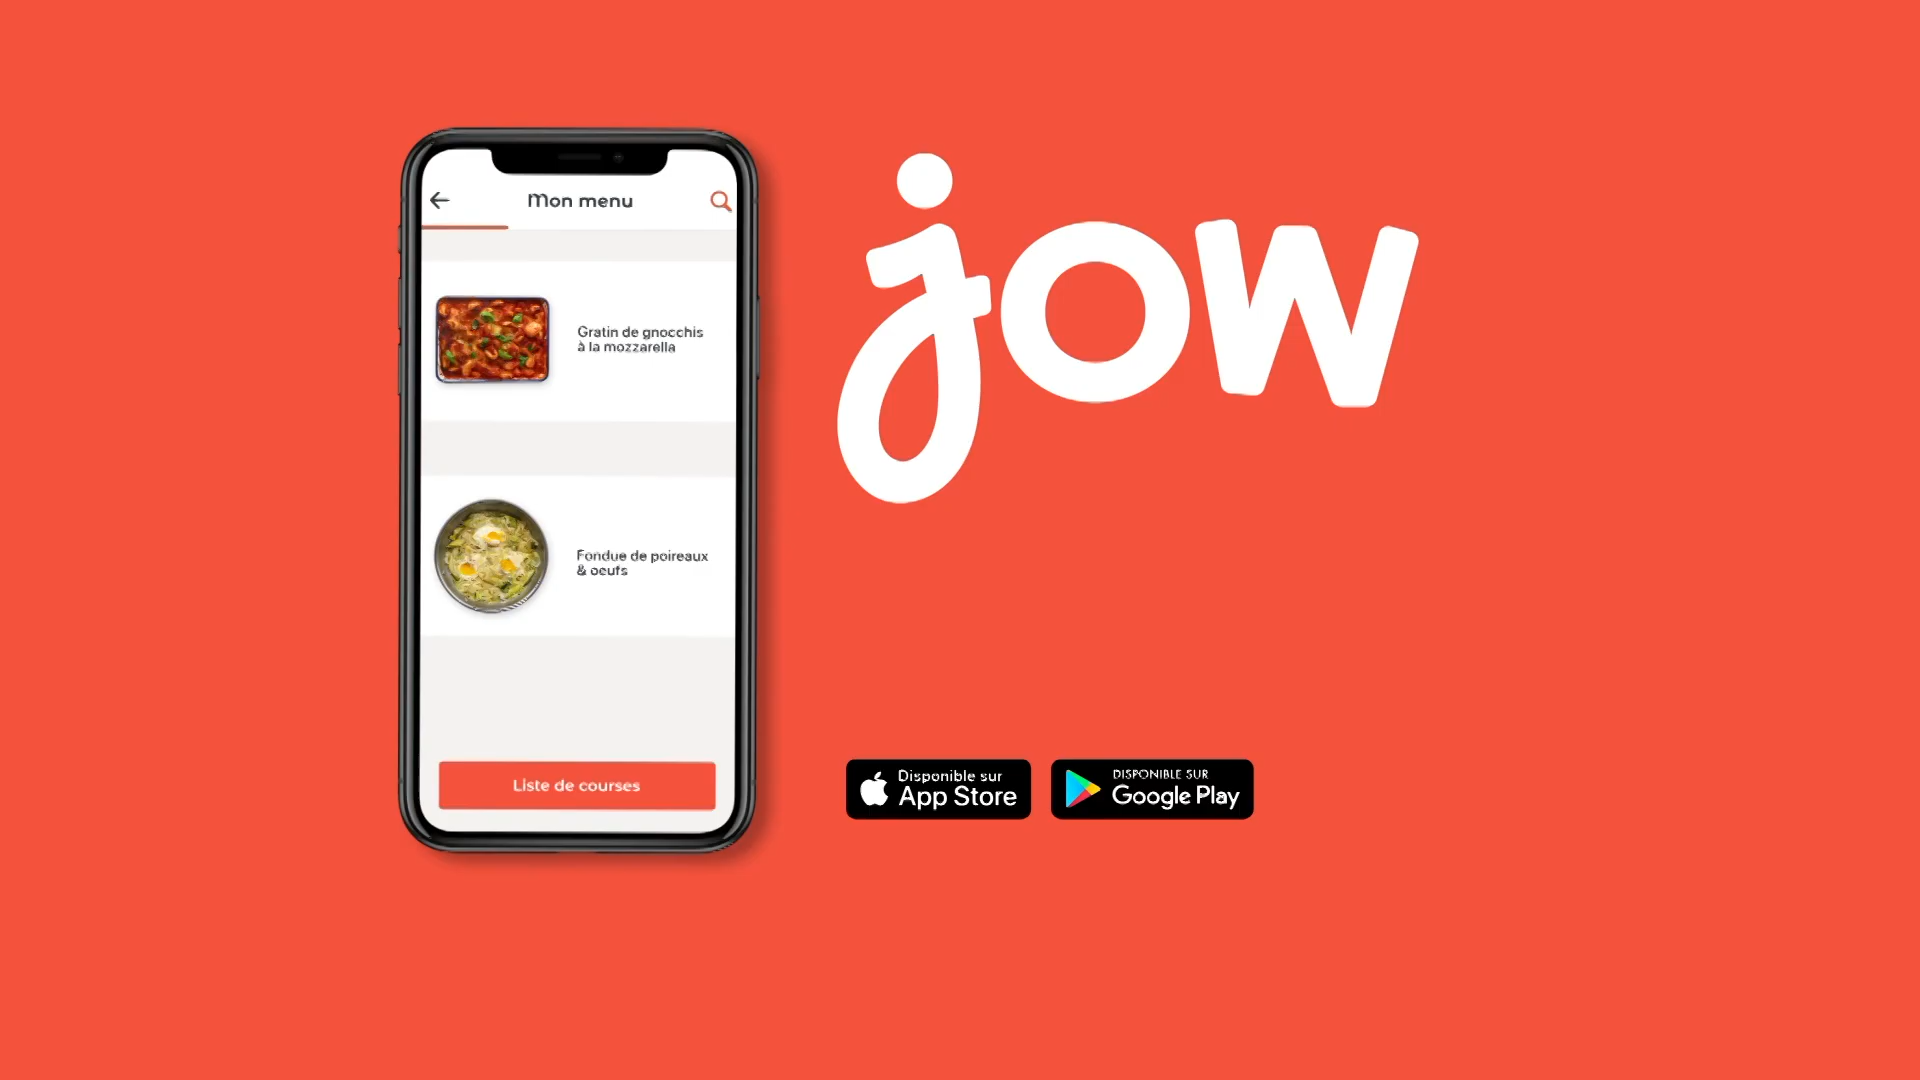 Mon menu
Gratin de gnocchis
à la mozzarella
Fondue de poireaux
& oeufs
Liste de courses
jow
Disponible sur
App Store
DISPONIBLE SUR
Google Play